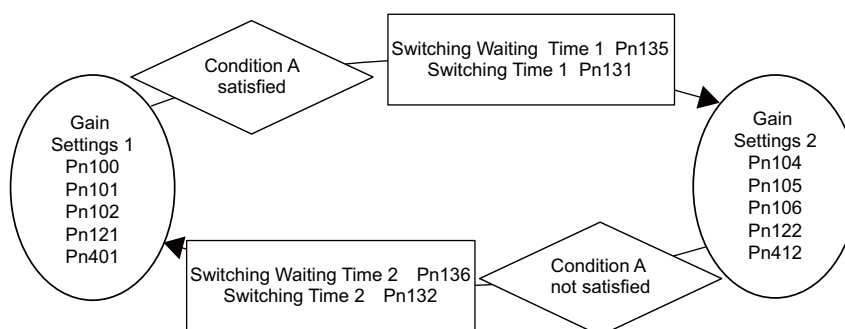 Condition A
satisfied
Switching Waiting Time 1 Pn135
Switching Time 1 Pn131
Gain
Settings 1
Pn100
Pn101
Pn102
Pn121
Pn401
Gain
Settings 2
Pn104
Pn105
Pn106
Pn122
Pn412
Switching Waiting Time 2 Pn136
Switching Time 2 Pn132
Condition A
not satisfied